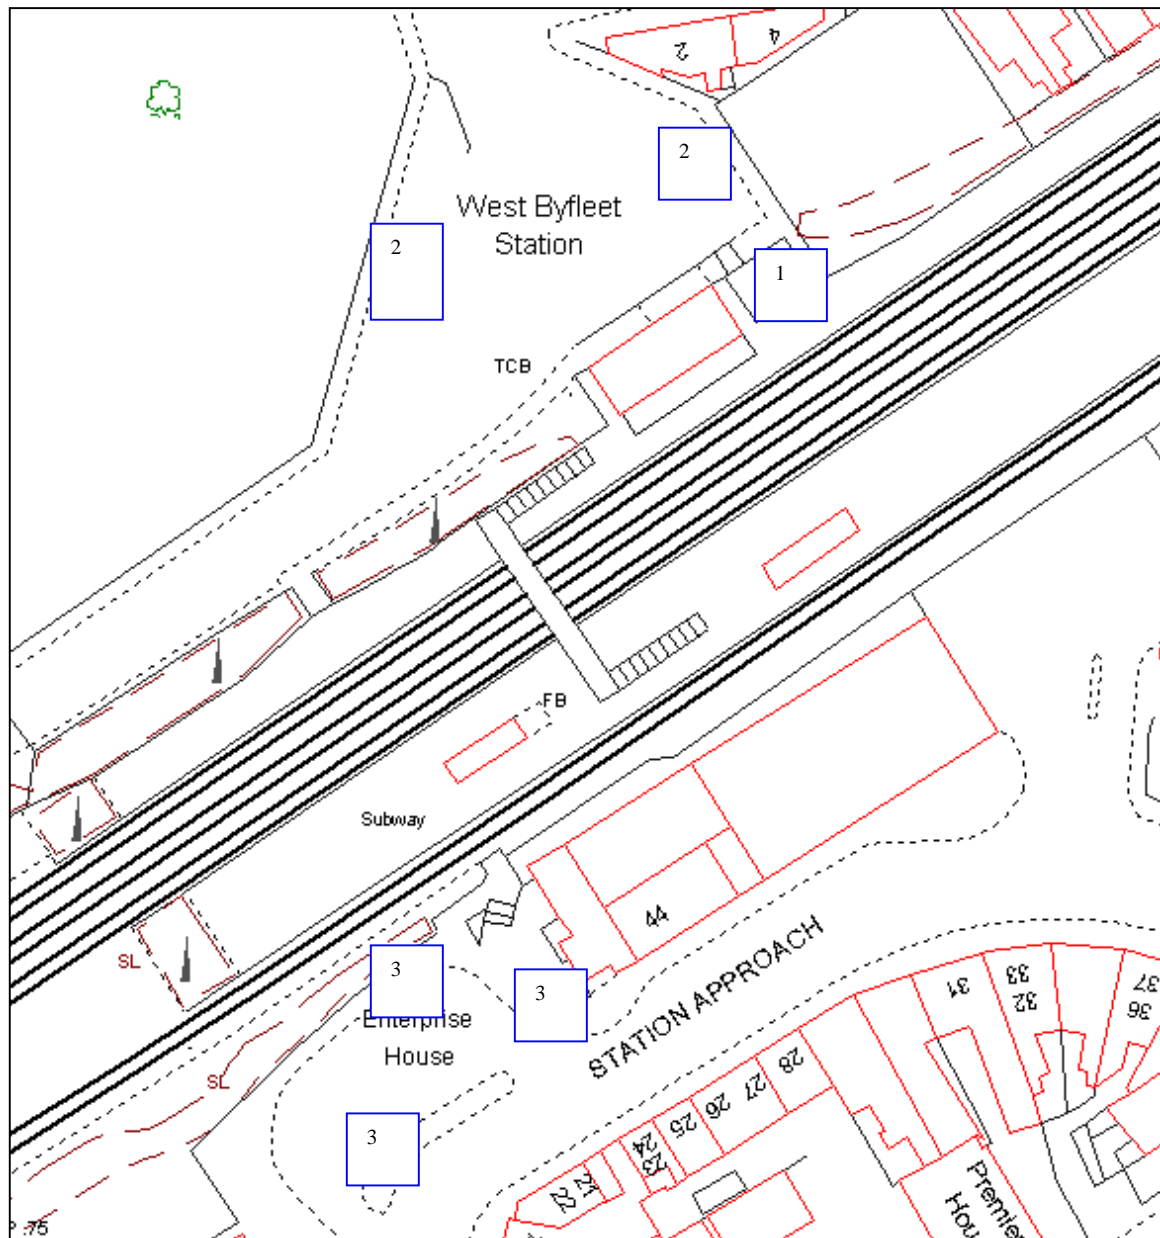 2
4
2
West Byfleet
Station
2
1
TCB
FB
Subway
44
SL
3
3
Enterprise
House
STATION APPROACH
SL
3
31
33
32
37
36
28
27
26
25
24
23
21
22
Premier
Hou
.75